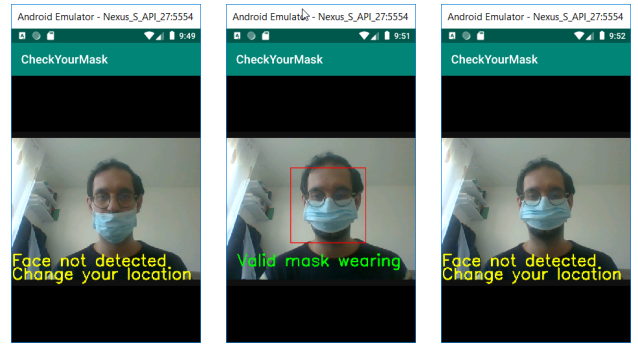 Android Emulator - Nexus_S_API_27:5554
9:49
CheckYourMask
Face not detected
Change your location
Android Emulator - Nexus_S_API_27:5554
9:51
CheckYourMask
Valid mask wearing
Android Emulator - Nexus_S_API_27:5554
9:52
CheckYourMask
Face not detected
Change your location